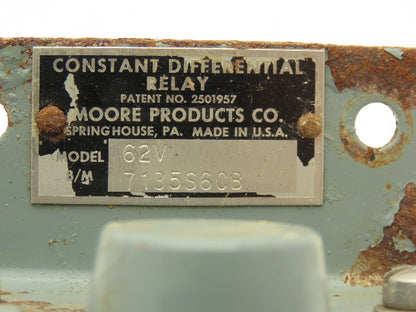 CONSTANT DIFFERENTIAL
RELAY
PATENT NO. 2501957
MOORE PRODUCTS CO.
SPRING HOUSE, PA. MADE IN U.S.A.
MODEL 62V
B/M 7135S6CB